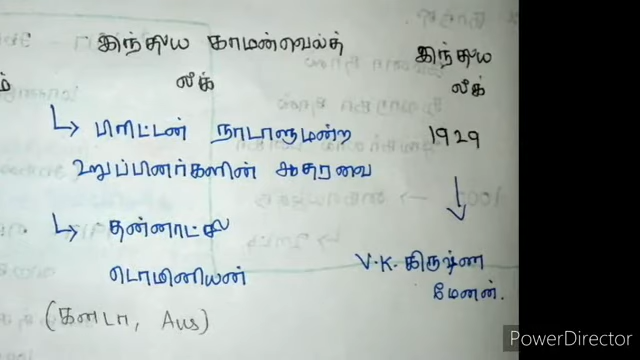 இந்திய காமன்வெல்த்
லீக்
பிரிட்டன் நாடாளுமன்ற
உறுப்பினர்களின் ஆதரவை
தன்னாட்சி
டொமினியன்
(கனடா, Aus)
இந்திய
லீக்
1929
V.K. கிருஷ்ண
மேனன்.
PowerDirector